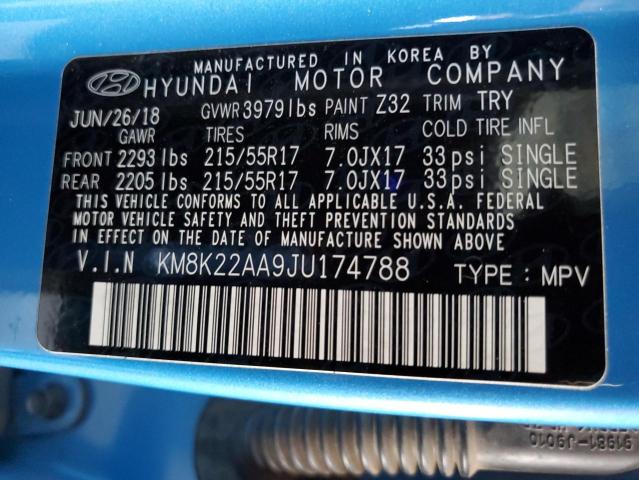 MANUFACTURED IN KOREA BY
HYUNDAI MOTOR COMPANY
JUN/26/18 GVWR 3979 lbs PAINT Z32 TRIM TRY
GAWR TIRES RIMS COLD TIRE INFL
FRONT 2293 lbs 215/55R17 7.0JX17 33 psi SINGLE
REAR 2205 lbs 215/55R17 7.0JX17 33 psi SINGLE
THIS VEHICLE CONFORMS TO ALL APPLICABLE U.S.A. FEDERAL
MOTOR VEHICLE SAFETY AND THEFT PREVENTION STANDARDS
IN EFFECT ON THE DATE OF MANUFACTURE SHOWN ABOVE.
V.I.N KM8K22AA9JU174788 TYPE : MPV
91981-J9010